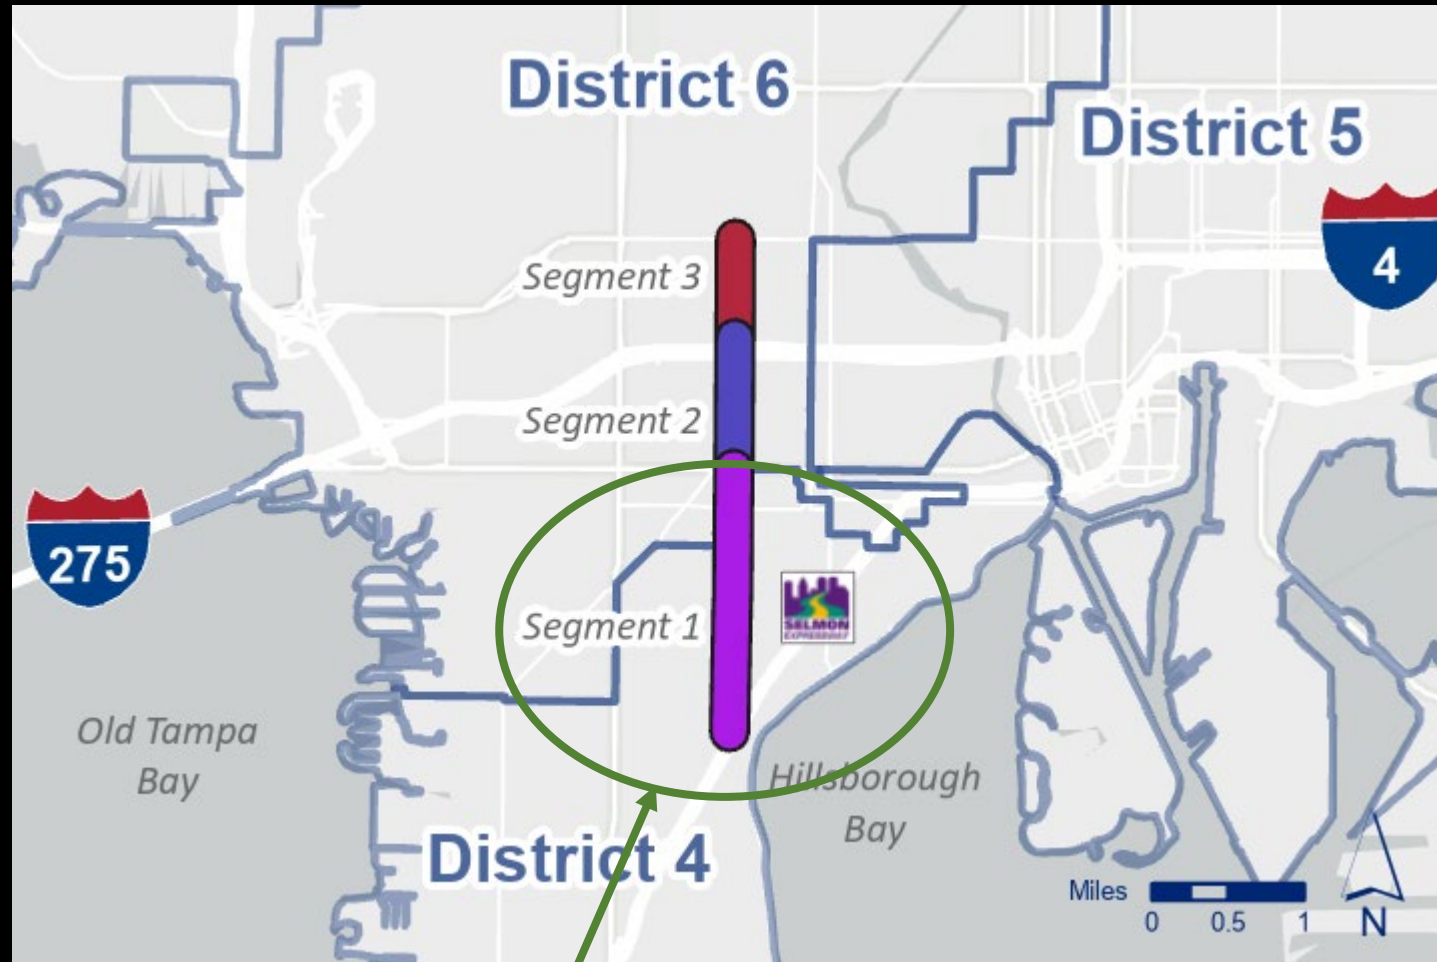 District 6
District 5
4
Segment 3
Segment 2
275
SELMON
EXPRESSWAY
Segment 1
Old Tampa
Bay
Hillsborough
Bay
District 4
Miles
0 0.5 1
N